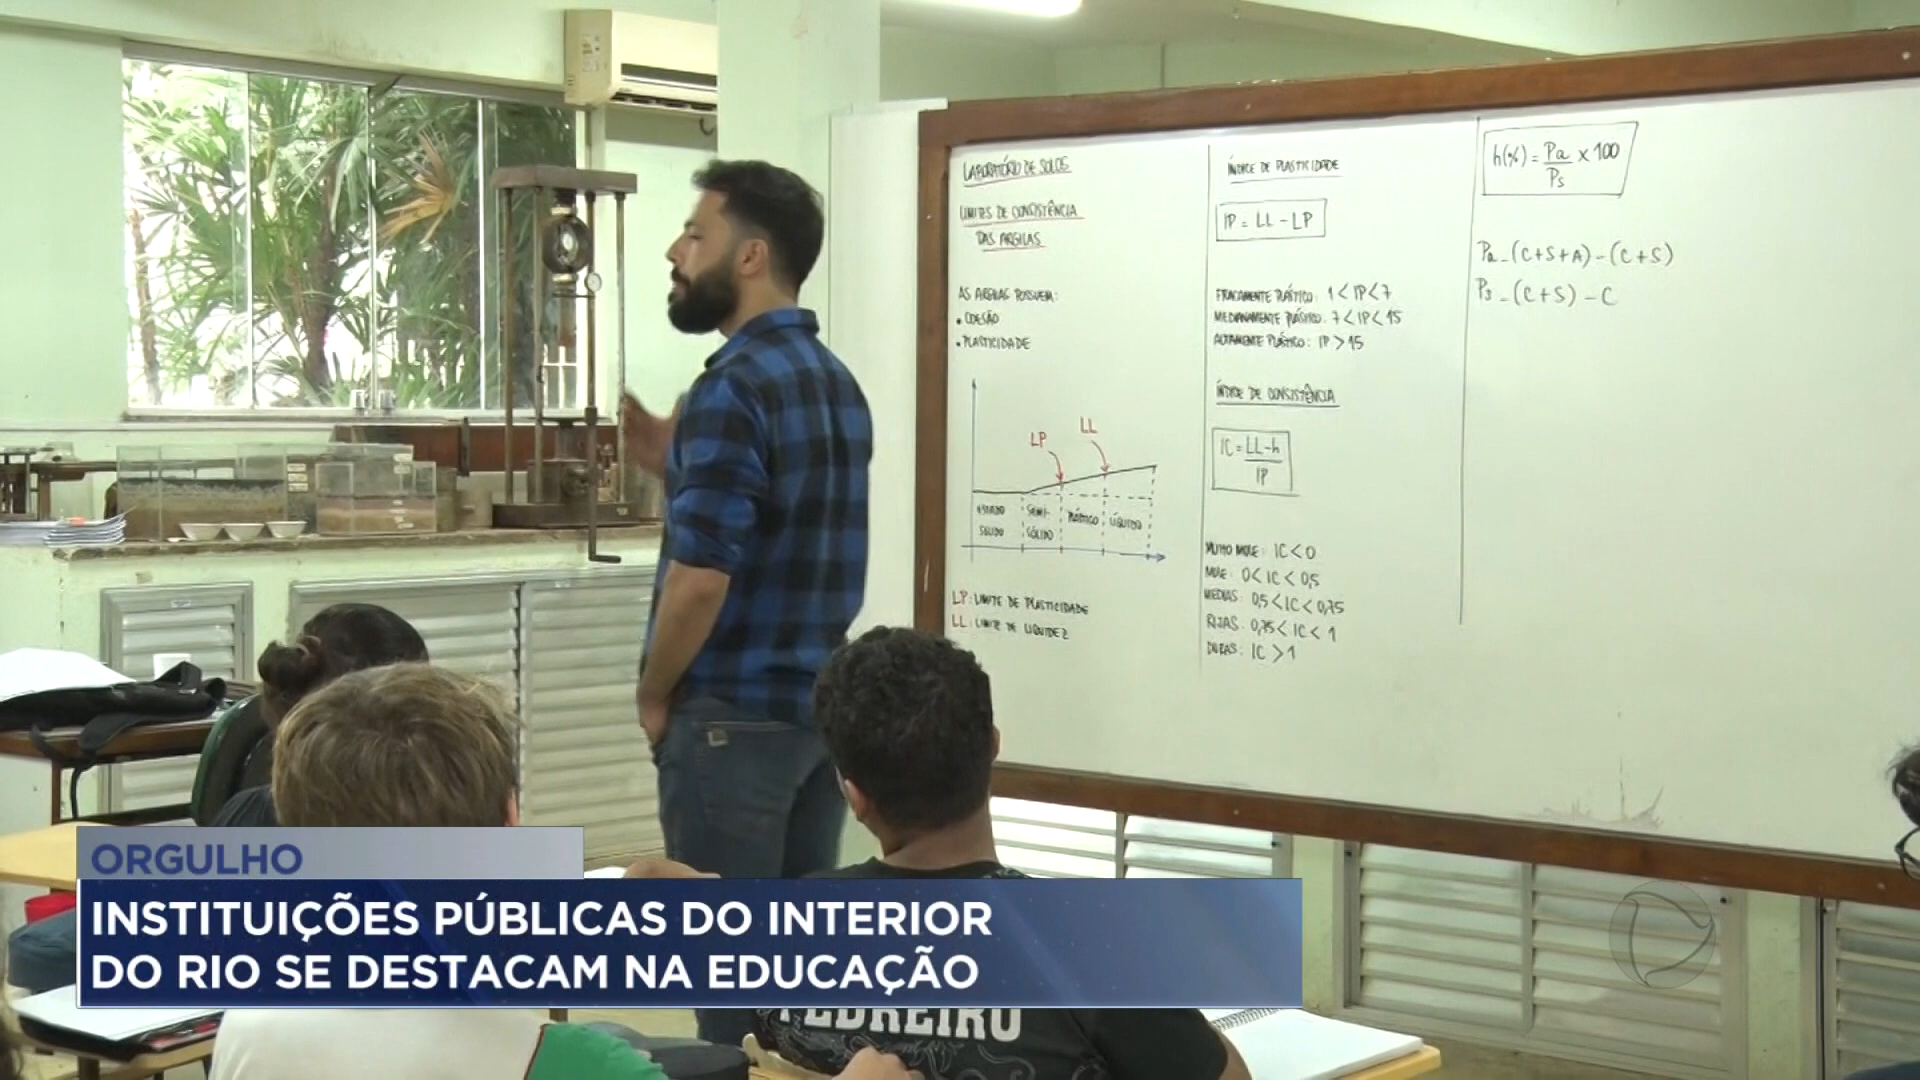 LABORATÓRIO DE SOLOS
LIMITES DE CONSISTÊNCIA
DAS ARGILAS
AS ARGILAS POSSUEM:
• COESÃO
• PLASTICIDADE
LP
LL
ESTADO
SÓLIDO
SEMI-
SÓLIDO
PLÁSTICO
LÍQUIDO
LP: LIMITE DE PLASTICIDADE
LL: LIMITE DE LIQUIDEZ
ÍNDICE DE PLASTICIDADE
IP = LL - LP
FRACAMENTE PLÁSTICO: 1 < IP < 7
MEDIANAMENTE PLÁSTICO: 7 < IP < 15
ALTAMENTE PLÁSTICO: IP > 15
ÍNDICE DE CONSISTÊNCIA
IC = LL-h
IP
MUITO MOLE: IC < 0
MOLE: 0 < IC < 0,5
MÉDIAS: 0,5 < IC < 0,75
RIJAS: 0,75 < IC < 1
DURAS: IC > 1
h(%) = Pa x 100
Ps
Pa - (C+S+A) - (C+S)
Ps - (C+S) - C
ORGULHO
INSTITUIÇÕES PÚBLICAS DO INTERIOR
DO RIO SE DESTACAM NA EDUCAÇÃO
PEDREIRO